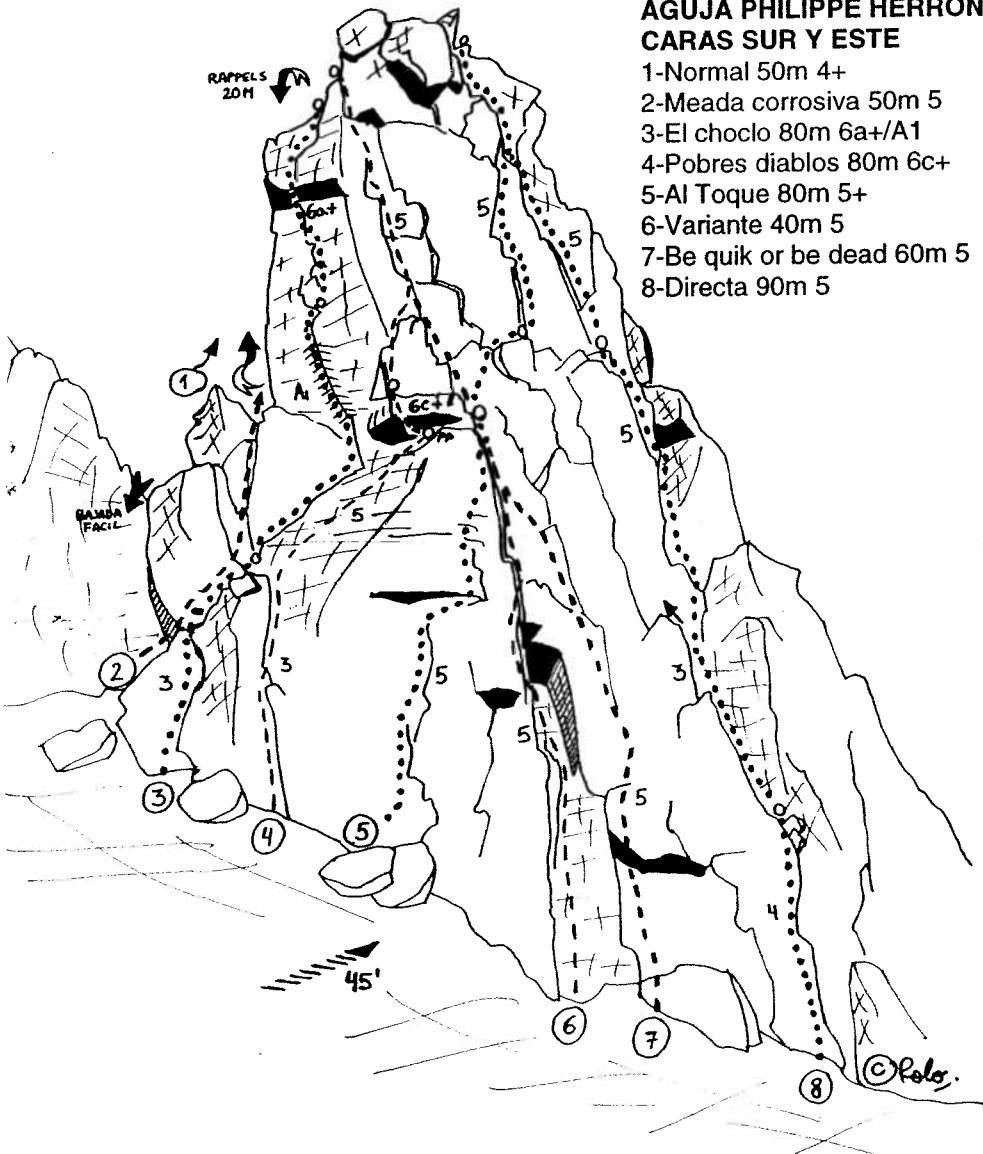 AGUJA PHILIPPE HERRON
CARAS SUR Y ESTE
1-Normal 50m 4+
2-Meada corrosiva 50m 5
3-El choclo 80m 6a+/A1
4-Pobres diablos 80m 6c+
5-Al Toque 80m 5+
6-Variante 40m 5
7-Be quik or be dead 60m 5
8-Directa 90m 5
RAPPELS
20M
6a+
5
5
5
1
A1
6c+
5
BAJADA
FACIL
5
2
3
3
5
3
5
5
3
4
5
4
45'
6
7
8
© Polo.